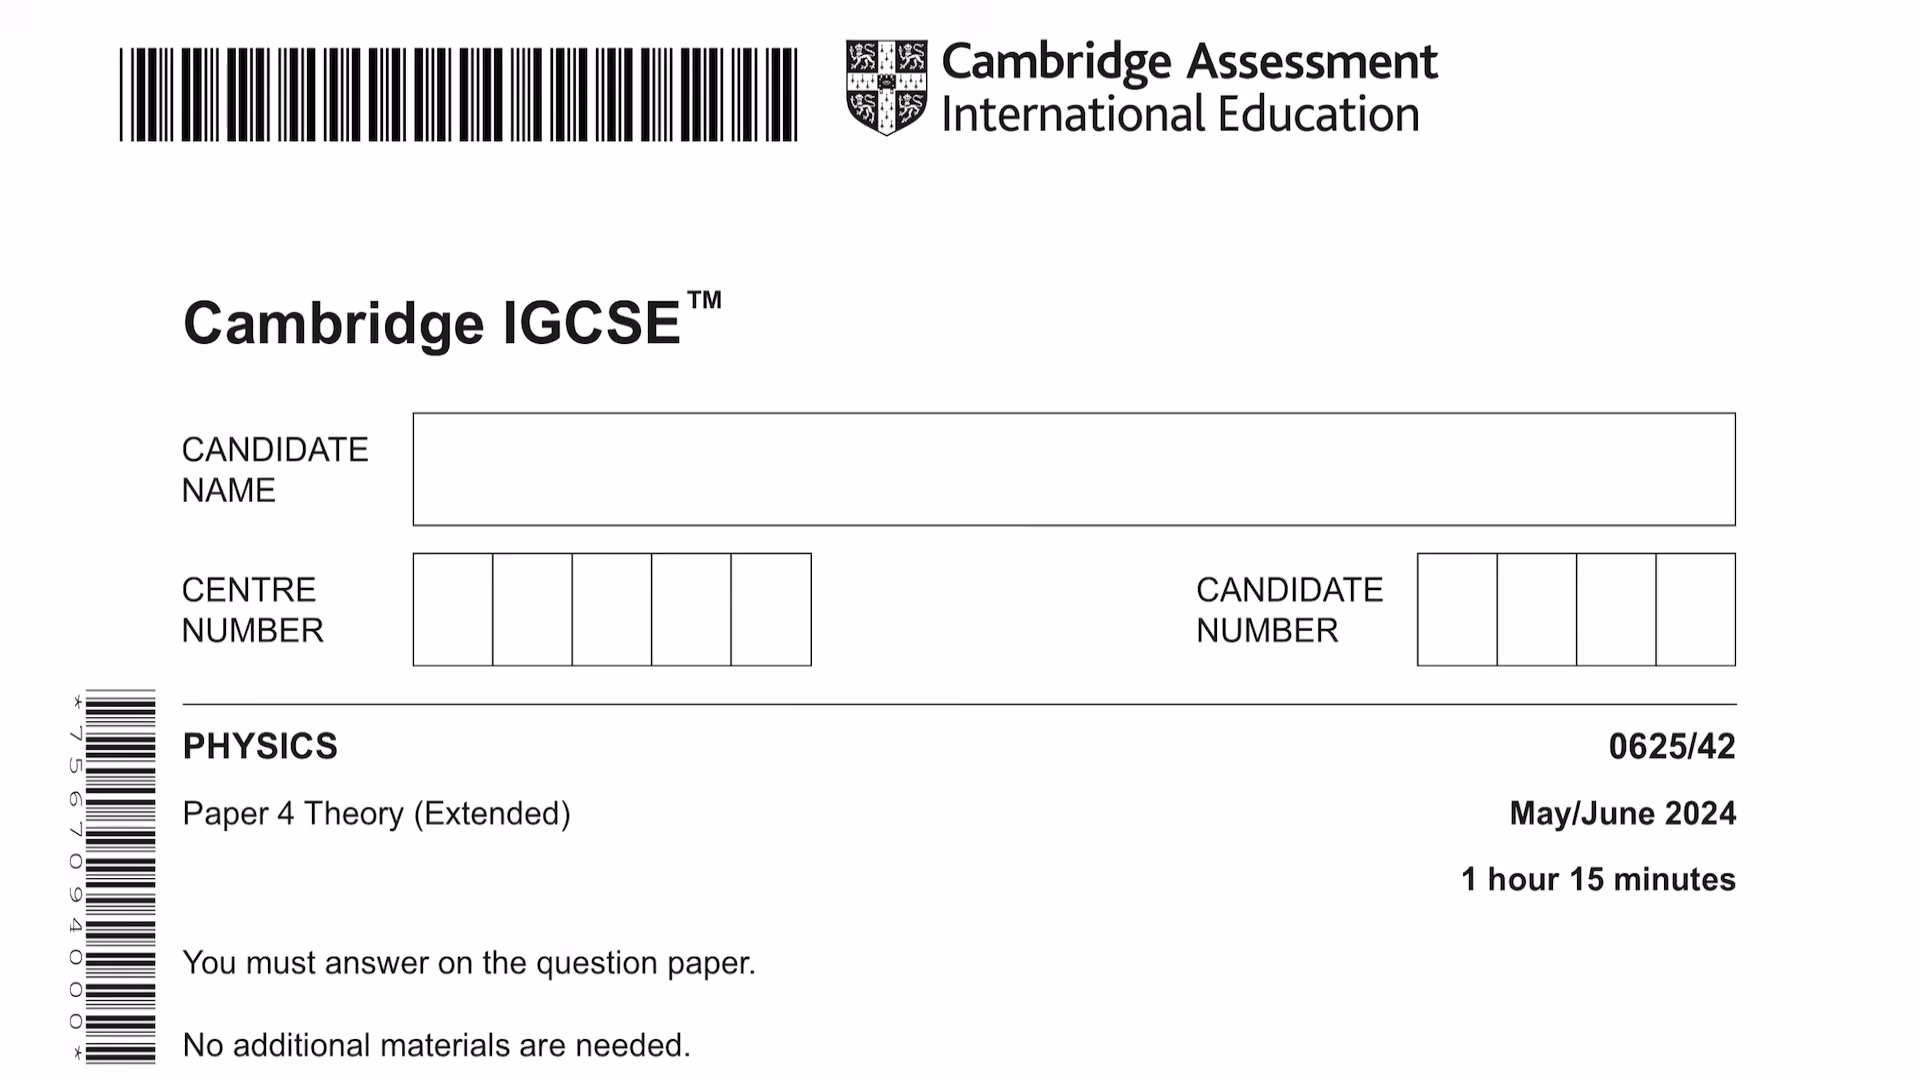 Cambridge Assessment
International Education
Cambridge IGCSE™
CANDIDATE
NAME
CENTRE
NUMBER
CANDIDATE
NUMBER
*7567094000*
PHYSICS 0625/42
Paper 4 Theory (Extended) May/June 2024
1 hour 15 minutes
You must answer on the question paper.
No additional materials are needed.